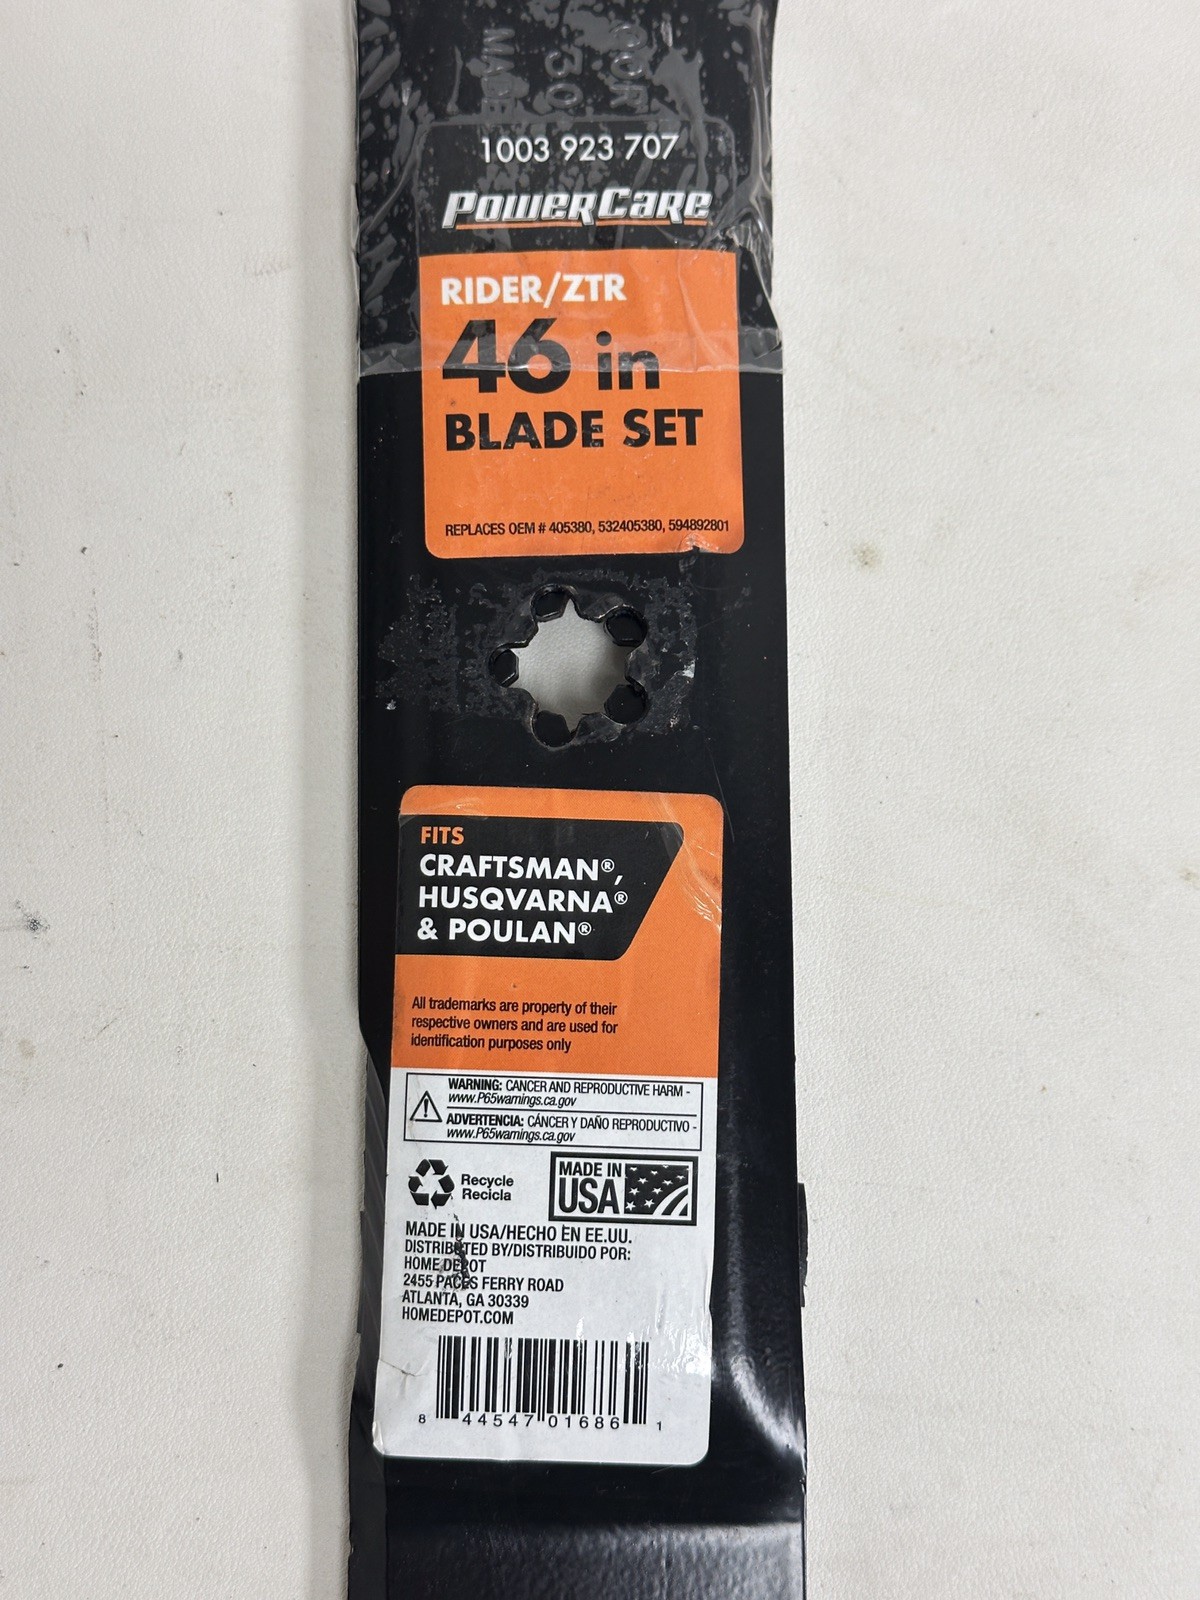 MADE
30
FOR
1003 923 707
PowerCare
RIDER/ZTR
46 in
BLADE SET
REPLACES OEM # 405380, 532405380, 594892801
FITS
CRAFTSMAN®,
HUSQVARNA®
& POULAN®
All trademarks are property of their
respective owners and are used for
identification purposes only
WARNING: CANCER AND REPRODUCTIVE HARM -
www.P65warnings.ca.gov
ADVERTENCIA: CÁNCER Y DAÑO REPRODUCTIVO -
www.P65warnings.ca.gov
Recycle
Recicla
MADE IN
USA
MADE IN USA/HECHO EN EE.UU.
DISTRIBUTED BY/DISTRIBUIDO POR:
HOME DEPOT
2455 PACES FERRY ROAD
ATLANTA, GA 30339
HOMEDEPOT.COM
8 44547 01686 1